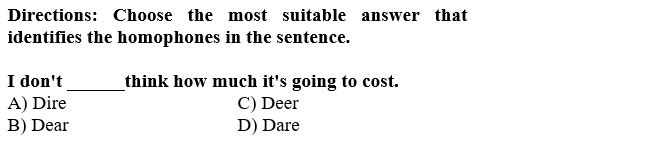 Directions: Choose the most suitable answer that
identifies the homophones in the sentence.
I don't ______think how much it's going to cost.
A) Dire C) Deer
B) Dear D) Dare